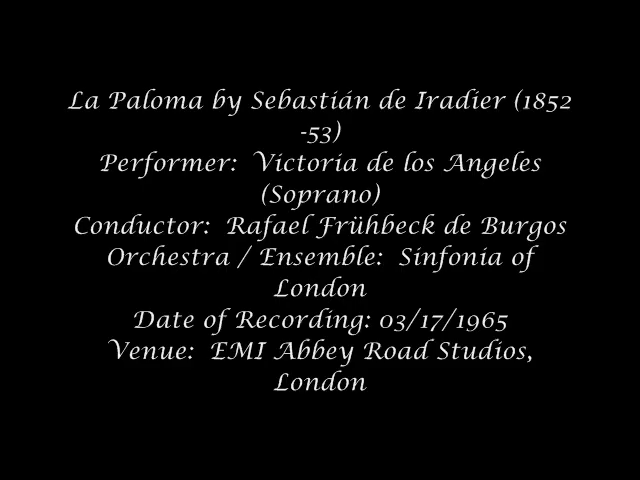 La Paloma by Sebastián de Iradier (1852
-53)
Performer:  Victoria de los Angeles
(Soprano)
Conductor:  Rafael Frühbeck de Burgos
Orchestra / Ensemble:  Sinfonia of
London
Date of Recording: 03/17/1965
Venue:  EMI Abbey Road Studios,
London